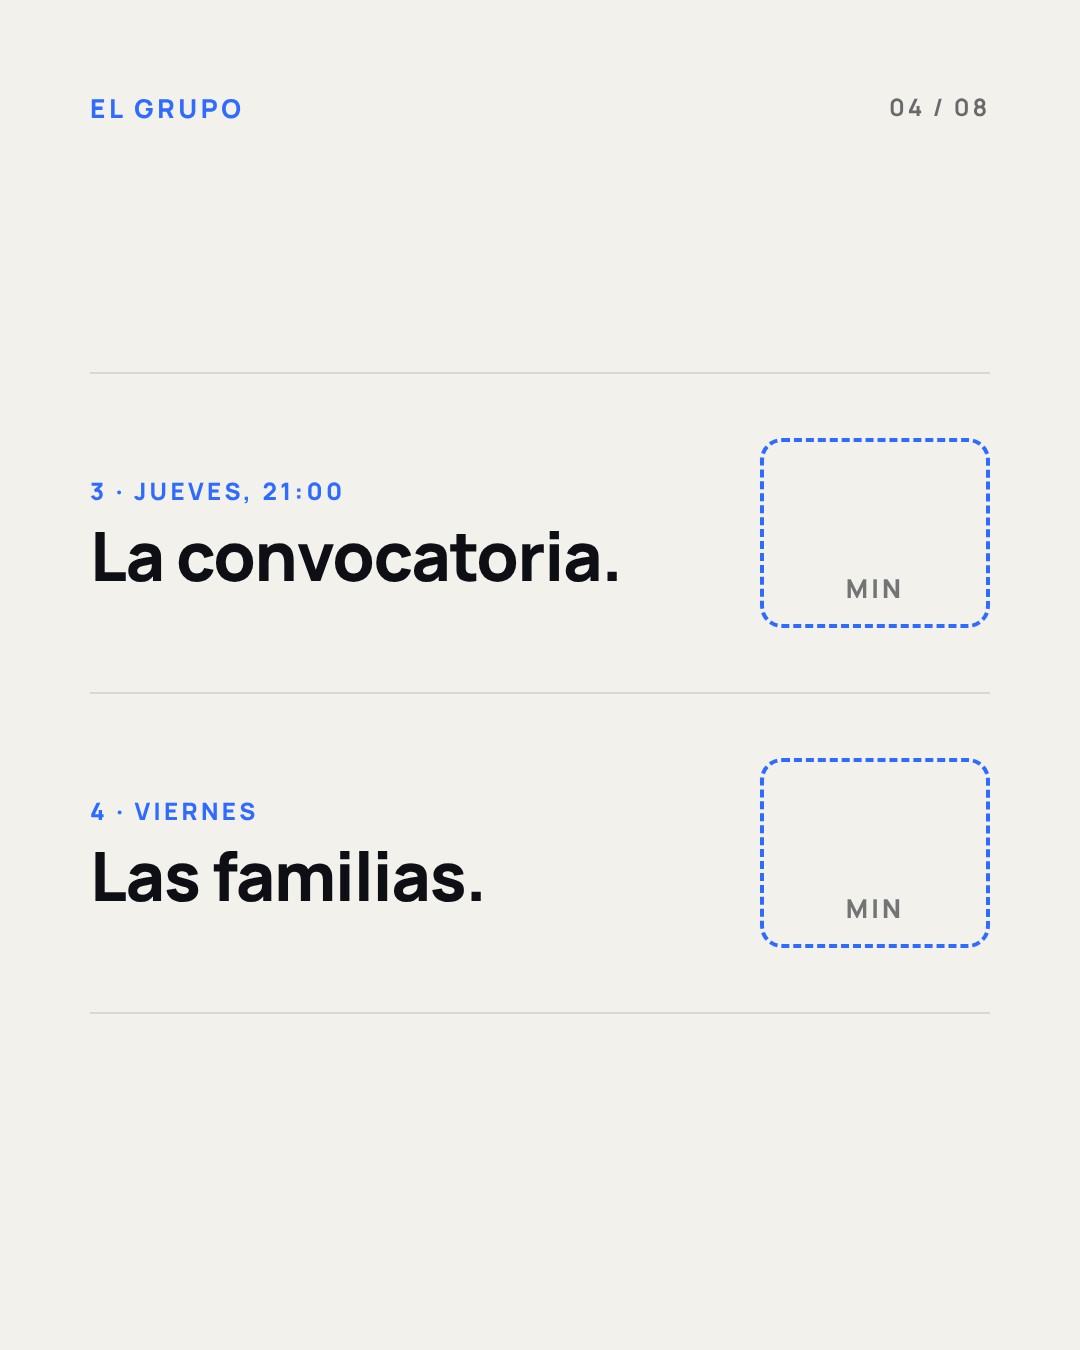 EL GRUPO
04 / 08
3 · JUEVES, 21:00
La convocatoria.
MIN
4 · VIERNES
Las familias.
MIN